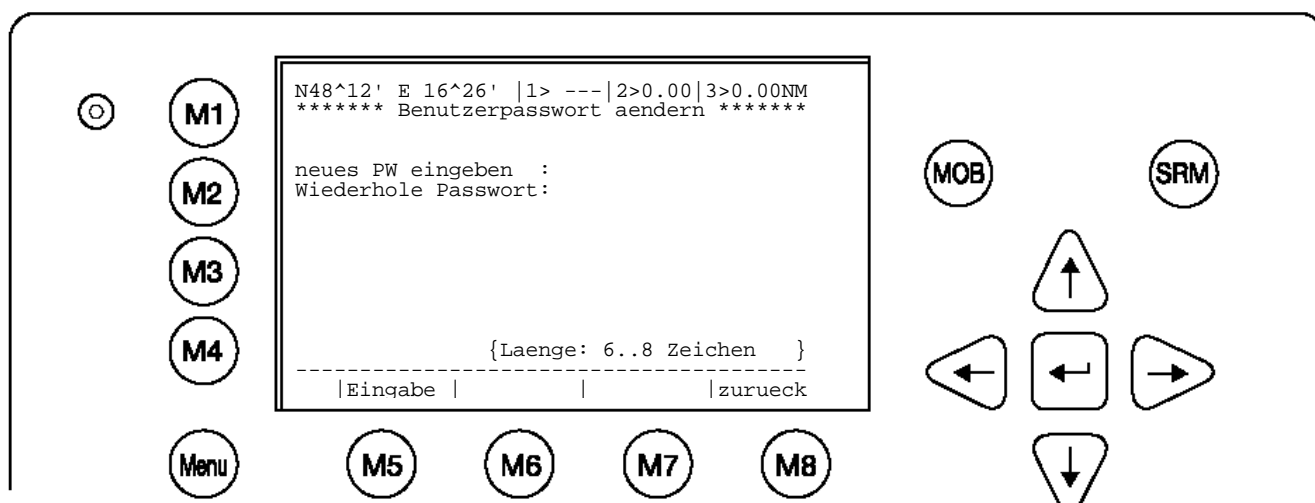 N48^12' E 16^26' |1> ---|2>0.00|3>0.00NM
******* Benutzerpasswort aendern *******
neues PW eingeben  :
Wiederhole Passwort:
{Laenge: 6..8 Zeichen   }
----------------------------------------
|Eingabe |         |         |zurueck
M1
M2
M3
M4
Menu
M5
M6
M7
M8
MOB
SRM